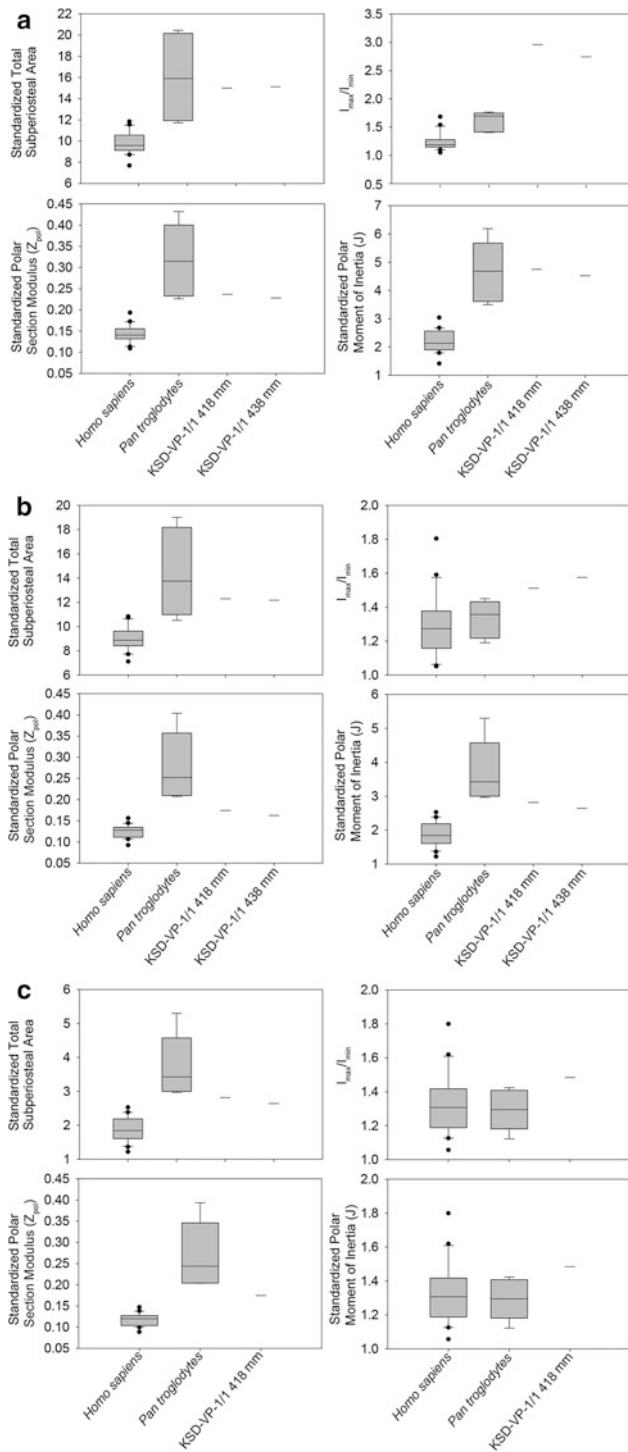 a
Standardized Total
Subperiosteal Area
22
20
18
16
14
12
10
8
6
Imax/Imin
3.5
3.0
2.5
2.0
1.5
1.0
0.5
Standardized Polar
Section Modulus (Zpol)
0.45
0.40
0.35
0.30
0.25
0.20
0.15
0.10
0.05
Standardized Polar
Moment of Inertia (J)
7
6
5
4
3
2
1
Homo sapiens
Pan troglodytes
KSD-VP-1/1 418 mm
KSD-VP-1/1 438 mm
Homo sapiens
Pan troglodytes
KSD-VP-1/1 418 mm
KSD-VP-1/1 438 mm
b
Standardized Total
Subperiosteal Area
20
18
16
14
12
10
8
6
Imax/Imin
2.0
1.8
1.6
1.4
1.2
1.0
Standardized Polar
Section Modulus (Zpol)
0.45
0.40
0.35
0.30
0.25
0.20
0.15
0.10
0.05
Standardized Polar
Moment of Inertia (J)
6
5
4
3
2
1
Homo sapiens
Pan troglodytes
KSD-VP-1/1 418 mm
KSD-VP-1/1 438 mm
Homo sapiens
Pan troglodytes
KSD-VP-1/1 418 mm
KSD-VP-1/1 438 mm
c
Standardized Total
Subperiosteal Area
6
5
4
3
2
1
Imax/Imin
2.0
1.8
1.6
1.4
1.2
1.0
Standardized Polar
Section Modulus (Zpol)
0.45
0.40
0.35
0.30
0.25
0.20
0.15
0.10
0.05
Standardized Polar
Moment of Inertia (J)
2.0
1.8
1.6
1.4
1.2
1.0
Homo sapiens
Pan troglodytes
KSD-VP-1/1 418 mm
Homo sapiens
Pan troglodytes
KSD-VP-1/1 418 mm